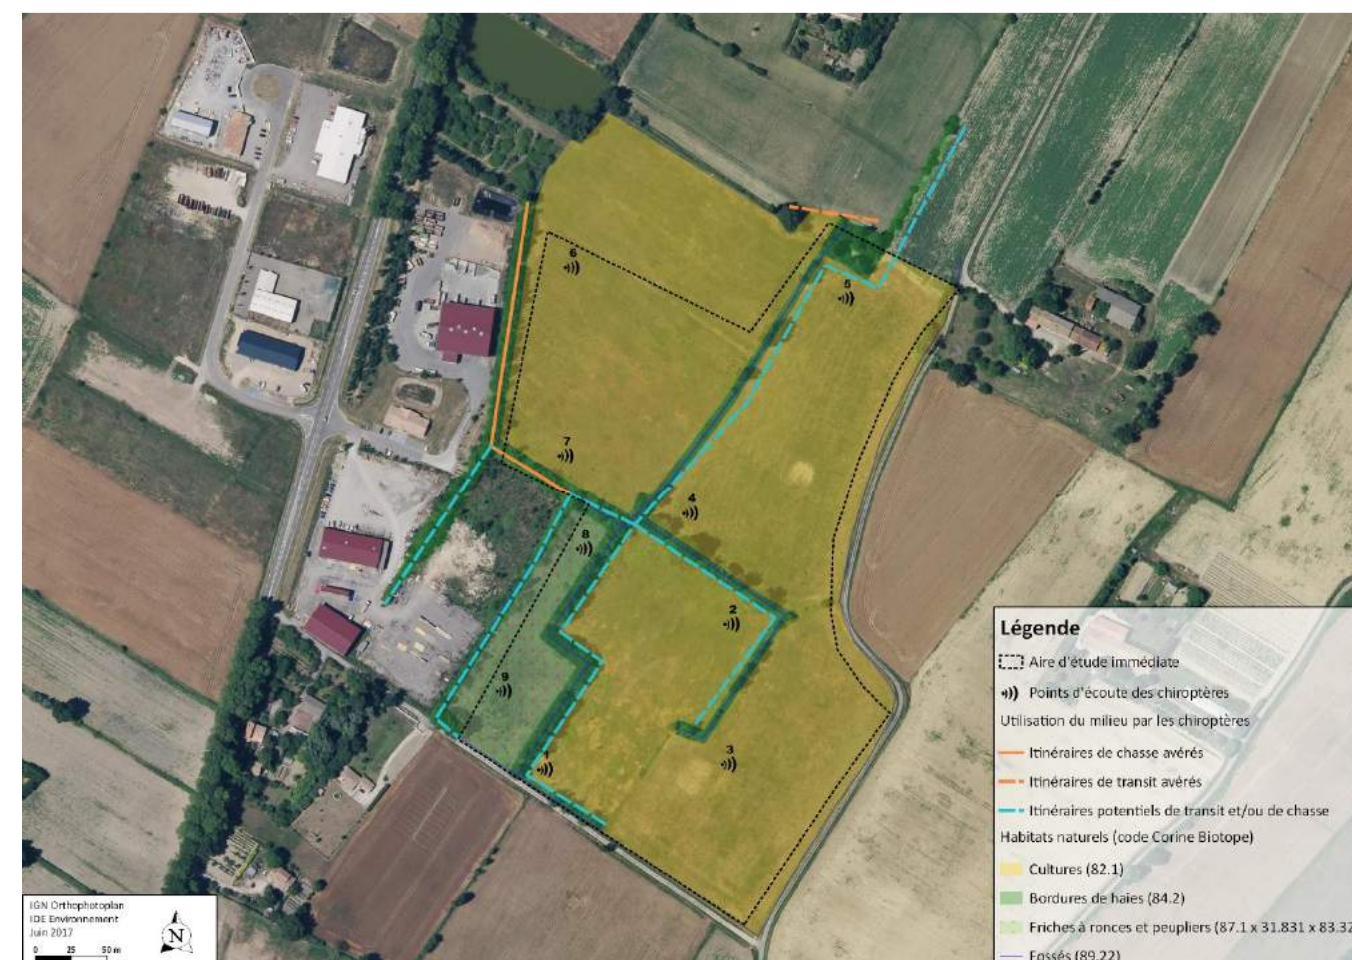 6
5
7
4
8
2
9
1
3
Légende
Aire d'étude immédiate
Points d'écoute des chiroptères
Utilisation du milieu par les chiroptères
Itinéraires de chasse avérés
Itinéraires de transit avérés
Itinéraires potentiels de transit et/ou de chasse
Habitats naturels (code Corine Biotope)
Cultures (82.1)
Bordures de haies (84.2)
Friches à ronces et peupliers (87.1 x 31.831 x 83.32
Fossés (89.22)
IGN Orthophotoplan
IDE Environnement
Juin 2017
N
0 25 50 m